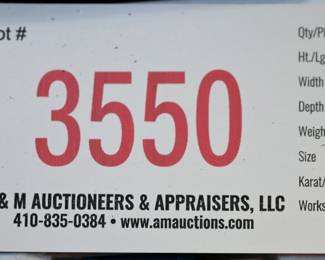 ot #
3550
& M AUCTIONEERS & APPRAISERS, LLC
410-835-0384 • www.amauctions.com
Qty/Pi
Ht./Lg
Width
Depth
Weigh
Size
Karat/
Works